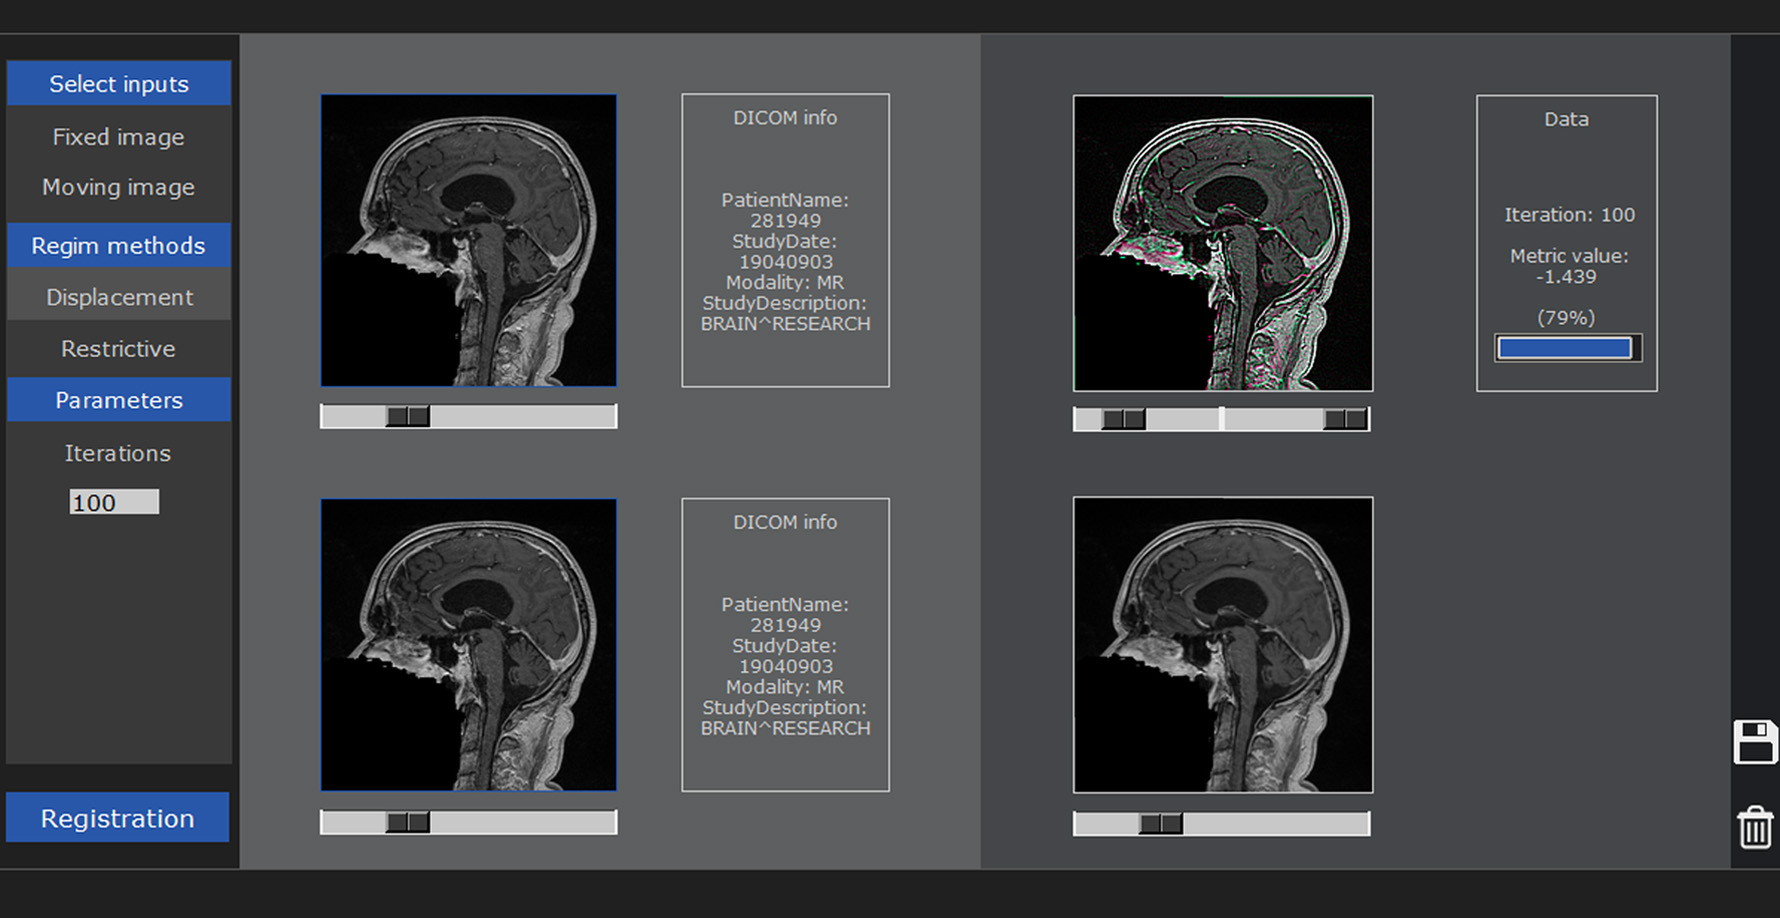 Select inputs
Fixed image
Moving image
Regim methods
Displacement
Restrictive
Parameters
Iterations
100
Registration
DICOM info
PatientName:
281949
StudyDate:
19040903
Modality: MR
StudyDescription:
BRAIN^RESEARCH
DICOM info
PatientName:
281949
StudyDate:
19040903
Modality: MR
StudyDescription:
BRAIN^RESEARCH
Data
Iteration: 100
Metric value:
-1.439
(79%)